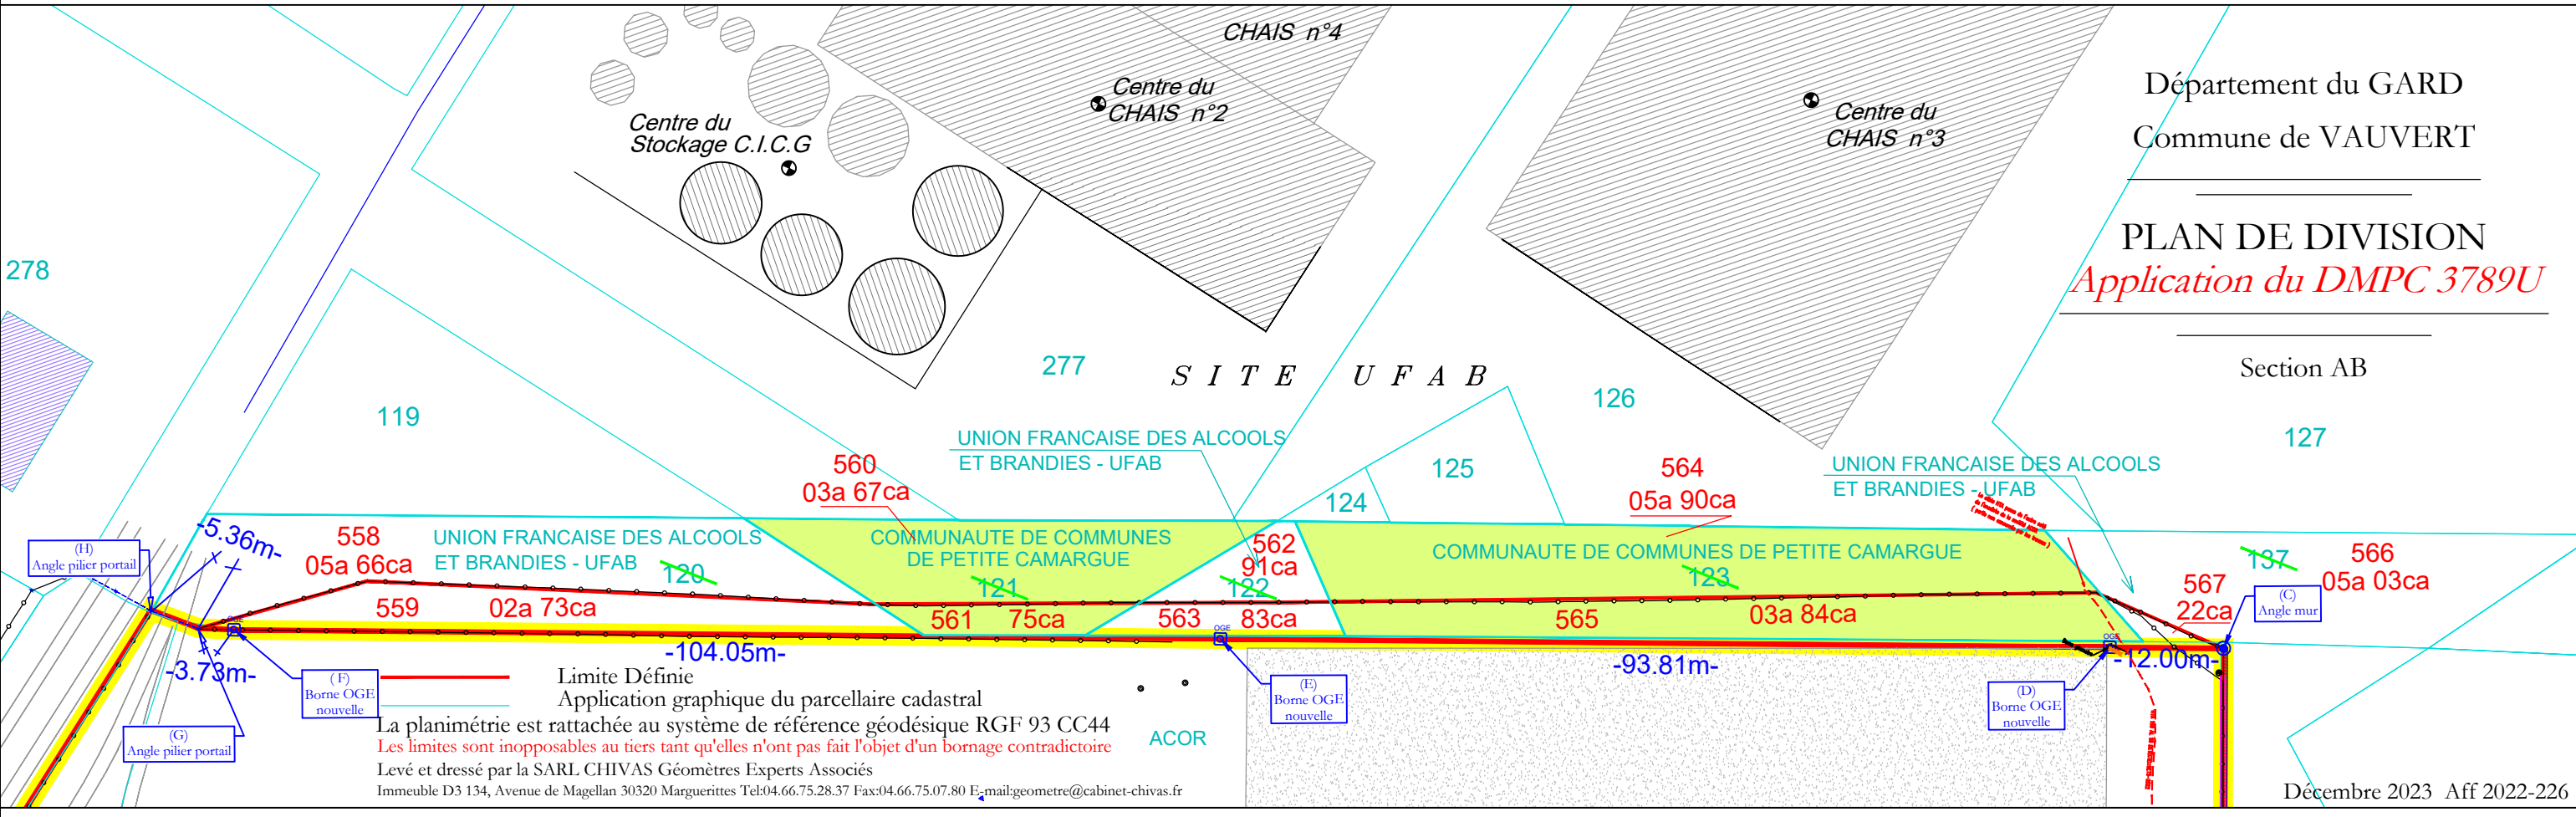 CHAIS n°4
Centre du
CHAIS n°2
Centre du
Stockage C.I.C.G
Centre du
CHAIS n°3
Département du GARD
Commune de VAUVERT
PLAN DE DIVISION
Application du DMPC 3789U
Section AB
278
119
277
SITE UFAB
126
127
125
124
UNION FRANCAISE DES ALCOOLS
ET BRANDIES - UFAB
560
03a 67ca
564
05a 90ca
UNION FRANCAISE DES ALCOOLS
ET BRANDIES - UFAB
-5.36m-
(H)
Angle pilier portail
558
05a 66ca
UNION FRANCAISE DES ALCOOLS
ET BRANDIES - UFAB
120
COMMUNAUTE DE COMMUNES
DE PETITE CAMARGUE
121
562
91ca
122
COMMUNAUTE DE COMMUNES DE PETITE CAMARGUE
123
137
566
05a 03ca
567
22ca
(C)
Angle mur
559
02a 73ca
561
75ca
563
83ca
565
03a 84ca
OGE
OGE
OGE
-3.73m-
-104.05m-
-93.81m-
-12.00m-
(F)
Borne OGE
nouvelle
(E)
Borne OGE
nouvelle
(D)
Borne OGE
nouvelle
(G)
Angle pilier portail
Limite Définie
Application graphique du parcellaire cadastral
La planimétrie est rattachée au système de référence géodésique RGF 93 CC44
Les limites sont inopposables au tiers tant qu'elles n'ont pas fait l'objet d'un bornage contradictoire
Levé et dressé par la SARL CHIVAS Géomètres Experts Associés
Immeuble D3 134, Avenue de Magellan 30320 Marguerittes Tel:04.66.75.28.37 Fax:04.66.75.07.80 E-mail:geometre@cabinet-chivas.fr
ACOR
Décembre 2023 Aff 2022-226